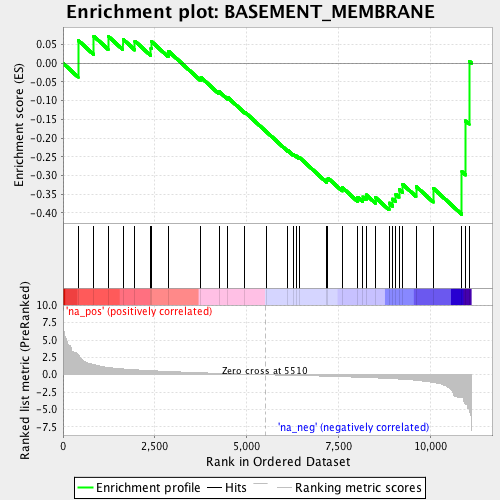 Enrichment plot: BASEMENT_MEMBRANE
Enrichment score (ES)
0.05
0.00
-0.05
-0.10
-0.15
-0.20
-0.25
-0.30
-0.35
-0.40
Ranked list metric (PreRanked)
10.0
7.5
5.0
2.5
0.0
-2.5
-5.0
-7.5
'na_pos' (positively correlated)
Zero cross at 5510
'na_neg' (negatively correlated)
0
2,500
5,000
7,500
10,000
Rank in Ordered Dataset
Enrichment profile
Hits
Ranking metric scores